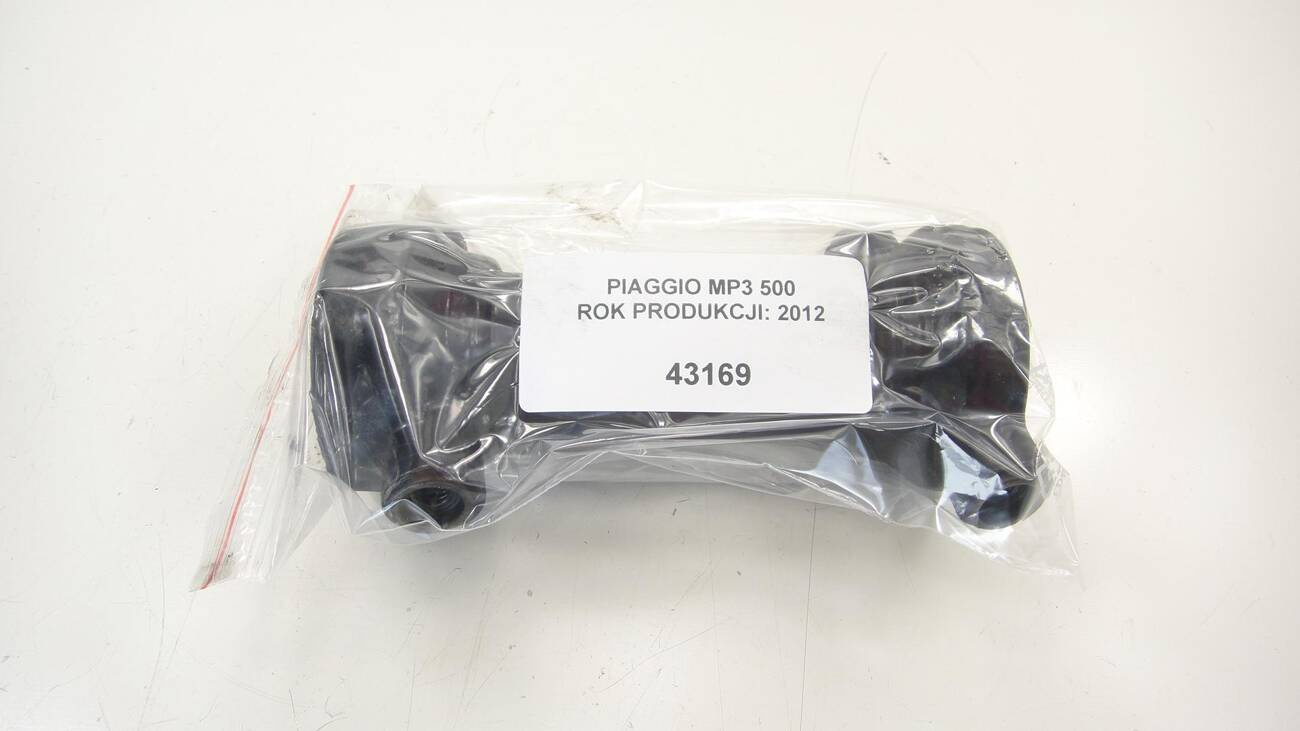 PIAGGIO MP3 500
ROK PRODUKCJI: 2012
43169